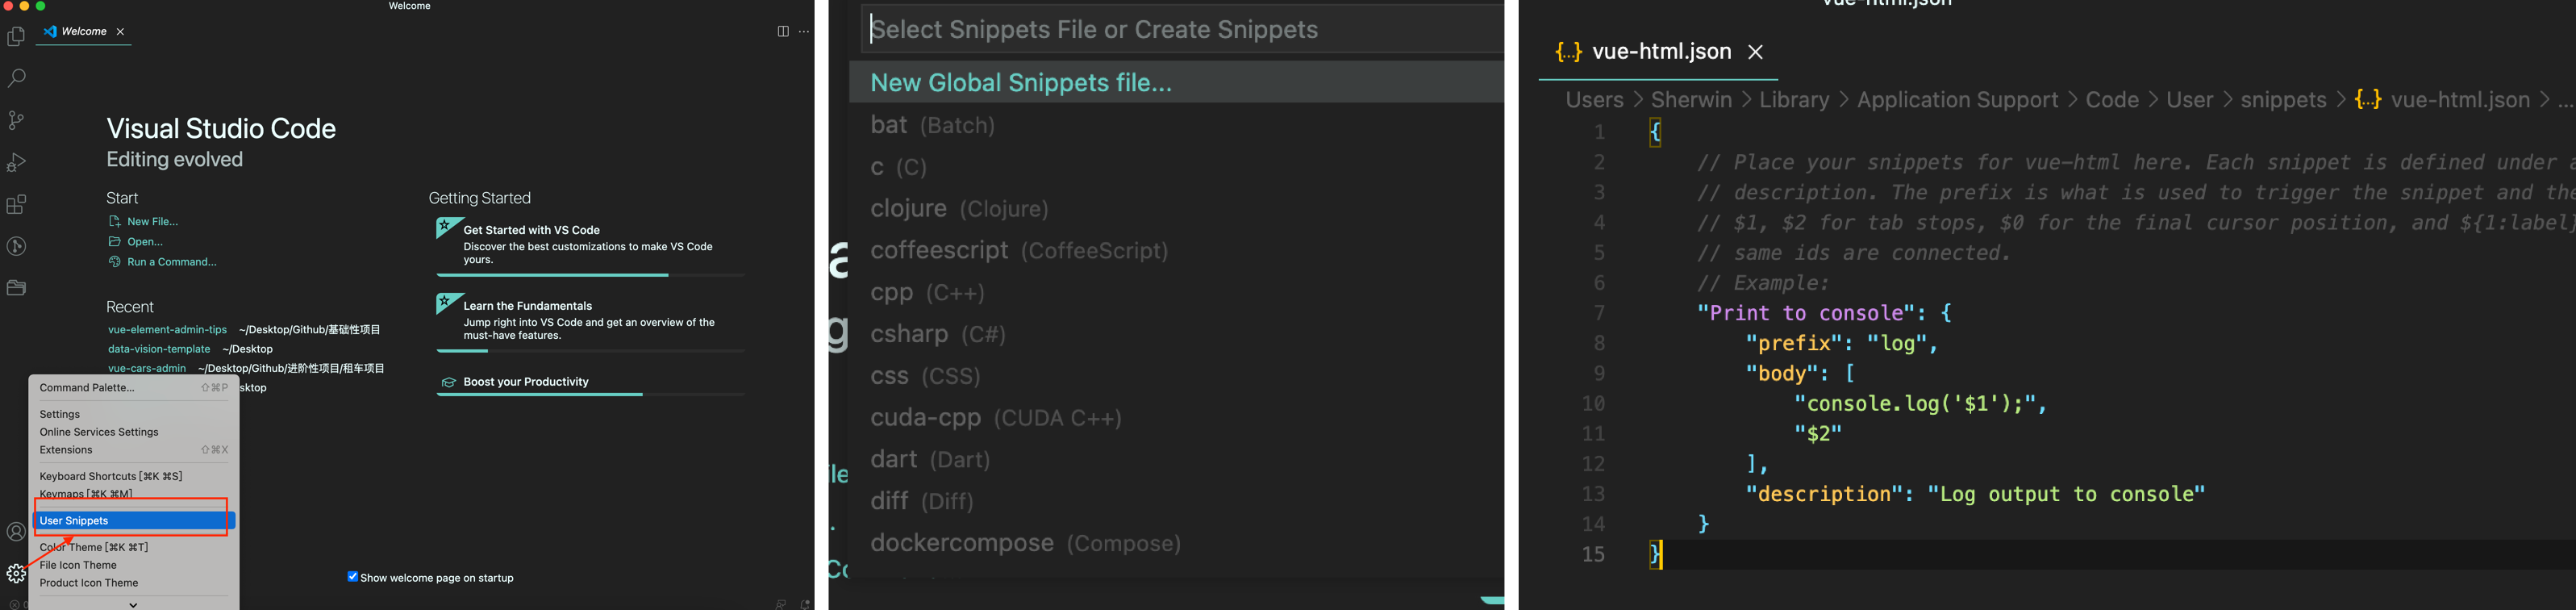 Welcome
Welcome
Visual Studio Code
Editing evolved
Start
New File...
Open...
Run a Command...
Recent
vue-element-admin-tips ~/Desktop/Github/基础性项目
data-vision-template ~/Desktop
vue-cars-admin ~/Desktop/Github/进阶性项目/租车项目
sktop
Getting Started
Get Started with VS Code
Discover the best customizations to make VS Code
yours.
Learn the Fundamentals
Jump right into VS Code and get an overview of the
must-have features.
Boost your Productivity
Command Palette... ⇧⌘P
Settings
Online Services Settings
Extensions ⇧⌘X
Keyboard Shortcuts [⌘K ⌘S]
Keymaps [⌘K ⌘M]
User Snippets
Color Theme [⌘K ⌘T]
File Icon Theme
Product Icon Theme
Show welcome page on startup
Select Snippets File or Create Snippets
New Global Snippets file...
bat (Batch)
c (C)
clojure (Clojure)
coffeescript (CoffeeScript)
cpp (C++)
csharp (C#)
css (CSS)
cuda-cpp (CUDA C++)
dart (Dart)
diff (Diff)
dockercompose (Compose)
vue-html.json
{..} vue-html.json
Users > Sherwin > Library > Application Support > Code > User > snippets > {..} vue-html.json > ...
1 {
2 // Place your snippets for vue-html here. Each snippet is defined under a
3 // description. The prefix is what is used to trigger the snippet and the
4 // $1, $2 for tab stops, $0 for the final cursor position, and ${1:label}
5 // same ids are connected.
6 // Example:
7 "Print to console": {
8 "prefix": "log",
9 "body": [
10 "console.log('$1');",
11 "$2"
12 ],
13 "description": "Log output to console"
14 }
15 }